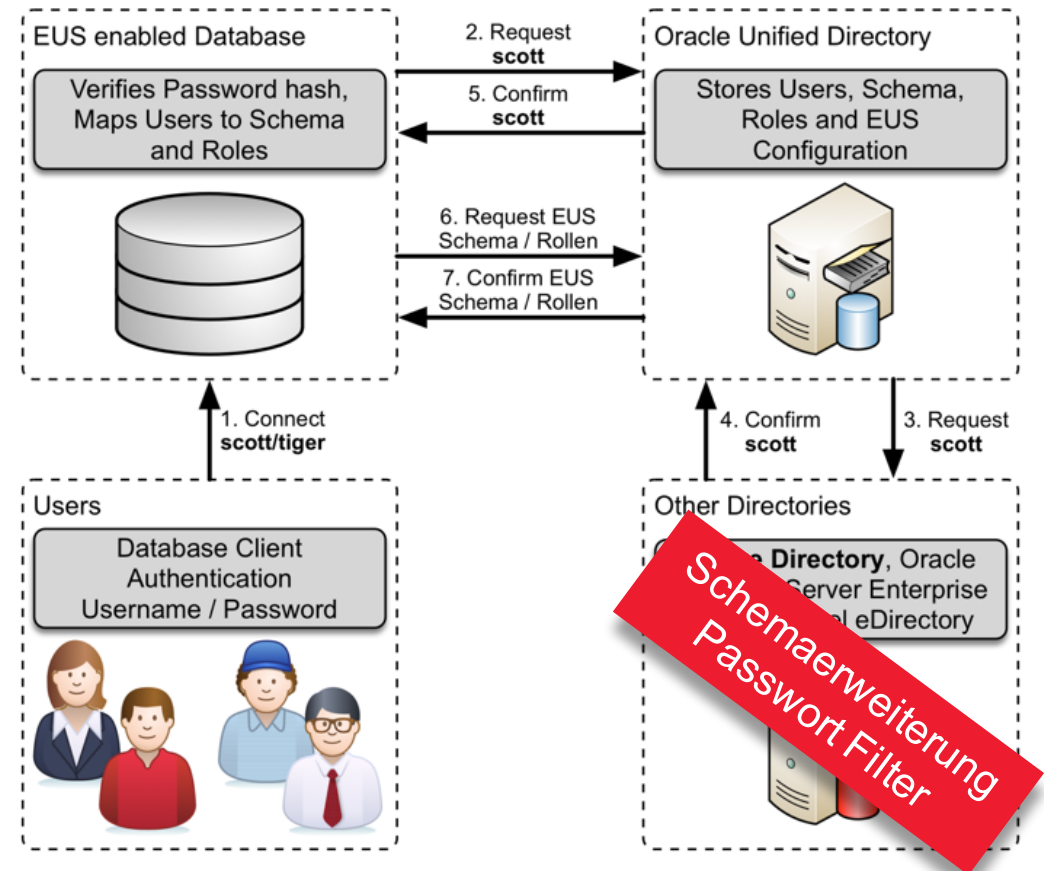 EUS enabled Database
Verifies Password hash,
Maps Users to Schema
and Roles
2. Request
scott
5. Confirm
scott
6. Request EUS
Schema / Rollen
7. Confirm EUS
Schema / Rollen
Oracle Unified Directory
Stores Users, Schema,
Roles and EUS
Configuration
1. Connect
scott/tiger
4. Confirm
scott
3. Request
scott
Users
Database Client
Authentication
Username / Password
Other Directories
Directory, Oracle
Server Enterprise
eDirectory
Schemaerweiterung
Passwort Filter